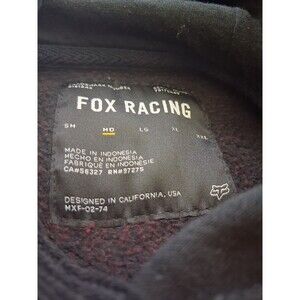 FOX RACING
SM MD LG XL XXL
MADE IN INDONESIA
HECHO EN INDONESIA
FABRIQUÉ EN INDONESIE
CA#56327 RN#97275
DESIGNED IN CALIFORNIA, USA
MXF-02-74